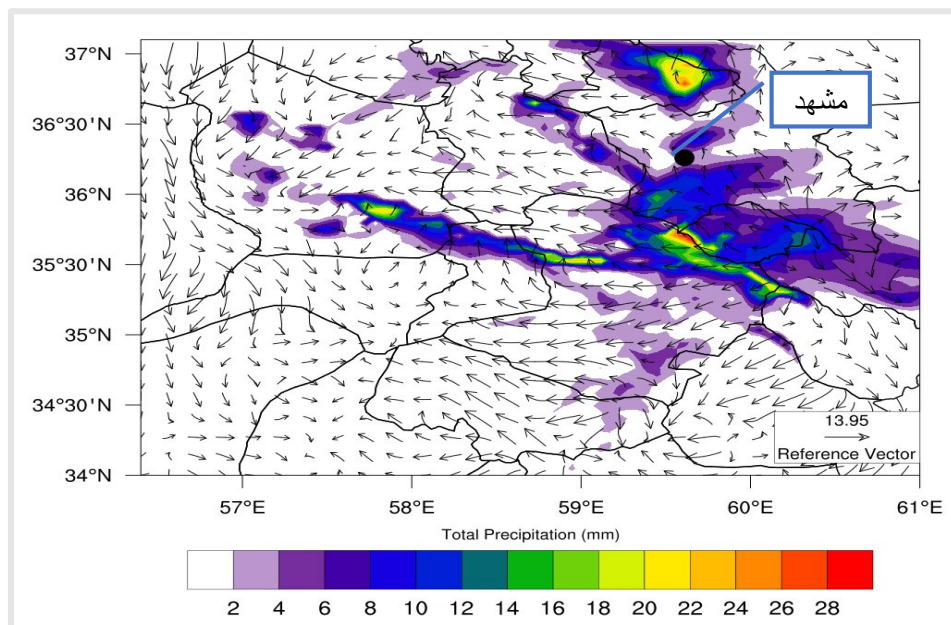 37°N
36°30'N
36°N
35°30'N
35°N
34°30'N
34°N
مشهد
13.95
Reference Vector
57°E 58°E 59°E 60°E 61°E
Total Precipitation (mm)
2 4 6 8 10 12 14 16 18 20 22 24 26 28